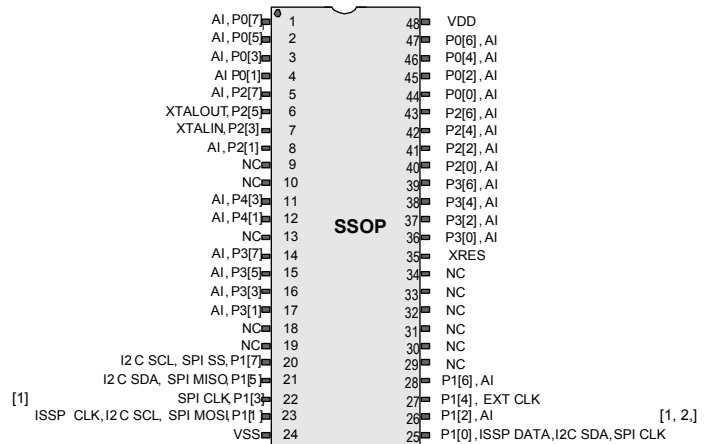 AI, P0[7] 1 48 VDD
AI, P0[5] 2 47 P0[6], AI
AI, P0[3] 3 46 P0[4], AI
AI P0[1] 4 45 P0[2], AI
AI, P2[7] 5 44 P0[0], AI
XTALOUT, P2[5] 6 43 P2[6], AI
XTALIN, P2[3] 7 42 P2[4], AI
AI, P2[1] 8 41 P2[2], AI
NC 9 40 P2[0], AI
NC 10 39 P3[6], AI
AI, P4[3] 11 38 P3[4], AI
AI, P4[1] 12 SSOP 37 P3[2], AI
NC 13 36 P3[0], AI
AI, P3[7] 14 35 XRES
AI, P3[5] 15 34 NC
AI, P3[3] 16 33 NC
AI, P3[1] 17 32 NC
NC 18 31 NC
NC 19 30 NC
I2C SCL, SPI SS, P1[7] 20 29 NC
I2C SDA, SPI MISO, P1[5] 21 28 P1[6], AI
[1] SPI CLK, P1[3] 22 27 P1[4], EXT CLK
ISSP CLK, I2C SCL, SPI MOSI, P1[1] 23 26 P1[2], AI [1, 2,]
VSS 24 25 P1[0], ISSP DATA, I2C SDA, SPI CLK